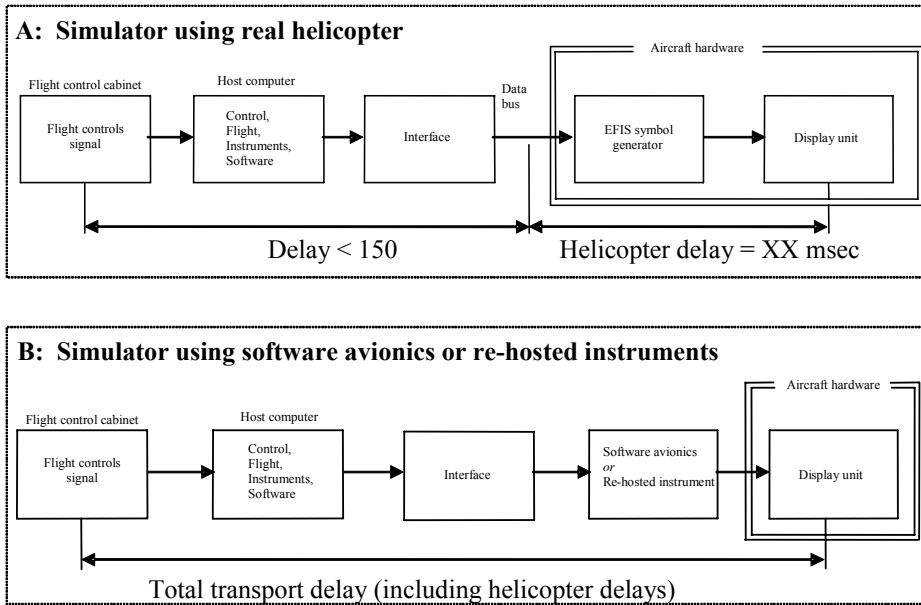 A: Simulator using real helicopter
Aircraft hardware
Flight control cabinet
Host computer
Data
bus
Flight controls
signal
Control,
Flight,
Instruments,
Software
Interface
EFIS symbol
generator
Display unit
Delay < 150
Helicopter delay = XX msec
B: Simulator using software avionics or re-hosted instruments
Aircraft hardware
Flight control cabinet
Host computer
Flight controls
signal
Control,
Flight,
Instruments,
Software
Interface
Software avionics
or
Re-hosted instrument
Display unit
Total transport delay (including helicopter delays)